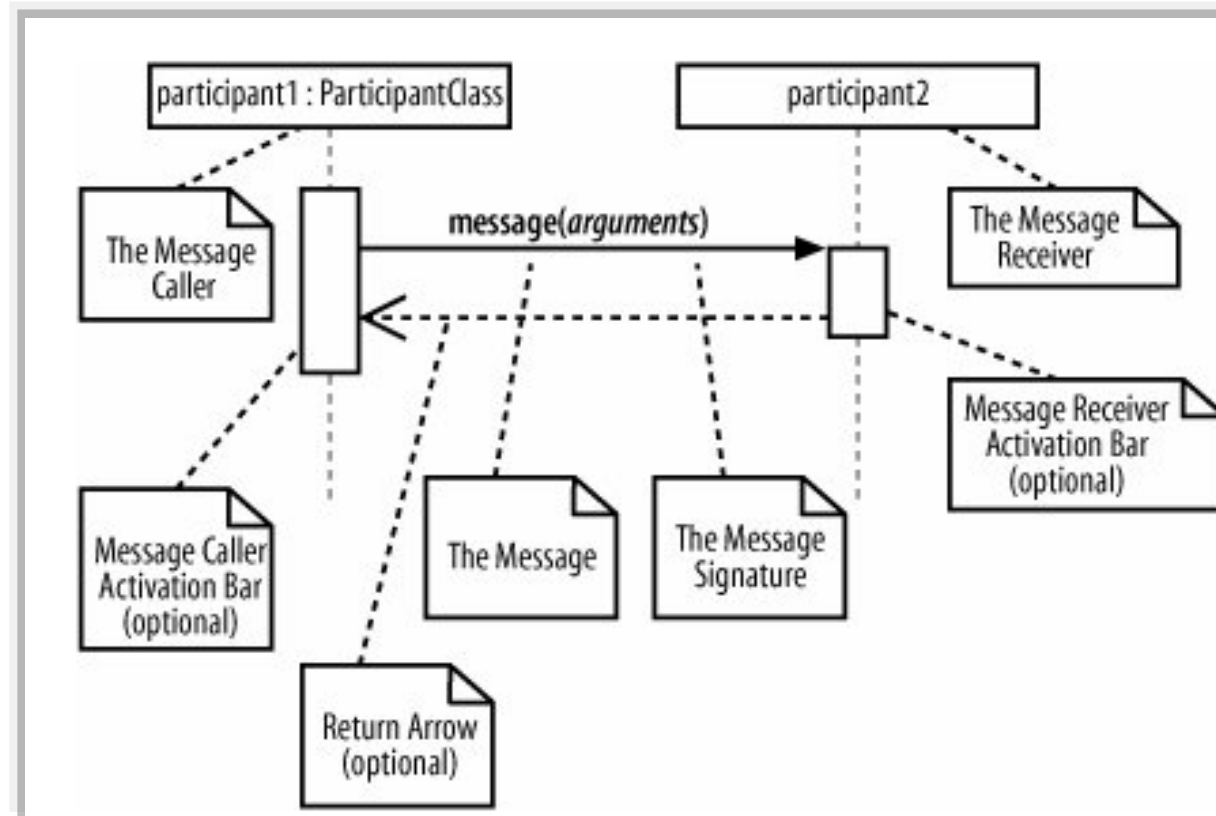 participant1 : ParticipantClass
participant2
The Message
Caller
message(arguments)
The Message
Receiver
Message Receiver
Activation Bar
(optional)
Message Caller
Activation Bar
(optional)
The Message
The Message
Signature
Return Arrow
(optional)